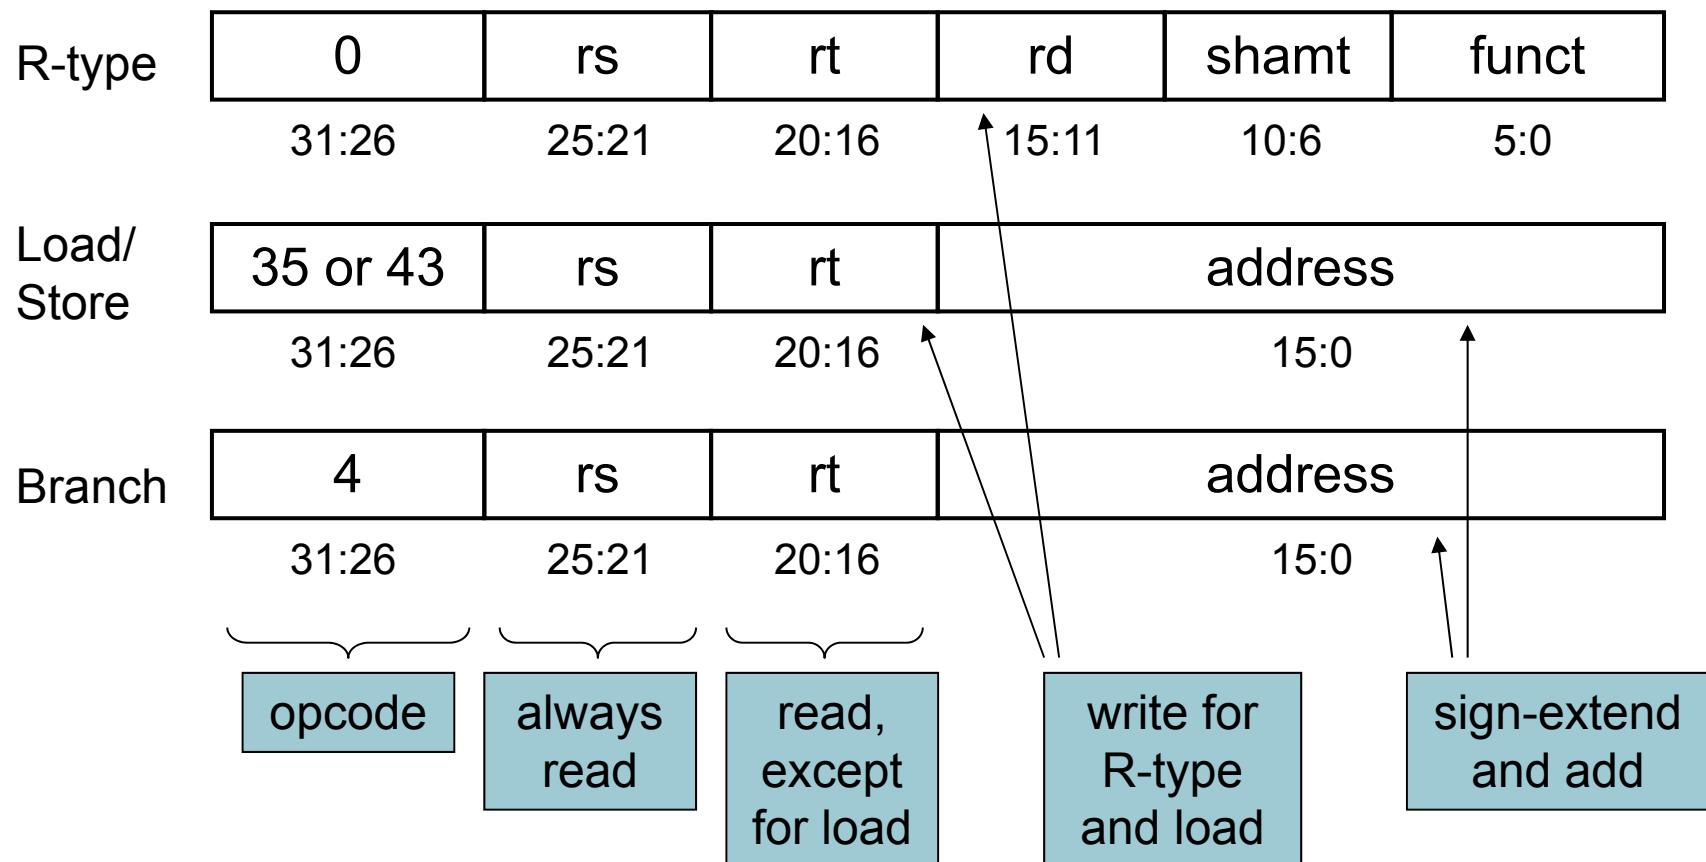 R-type 0 rs rt rd shamt funct
31:26 25:21 20:16 15:11 10:6 5:0
Load/
Store 35 or 43 rs rt address
31:26 25:21 20:16 15:0
Branch 4 rs rt address
31:26 25:21 20:16 15:0
opcode
always
read
read,
except
for load
write for
R-type
and load
sign-extend
and add